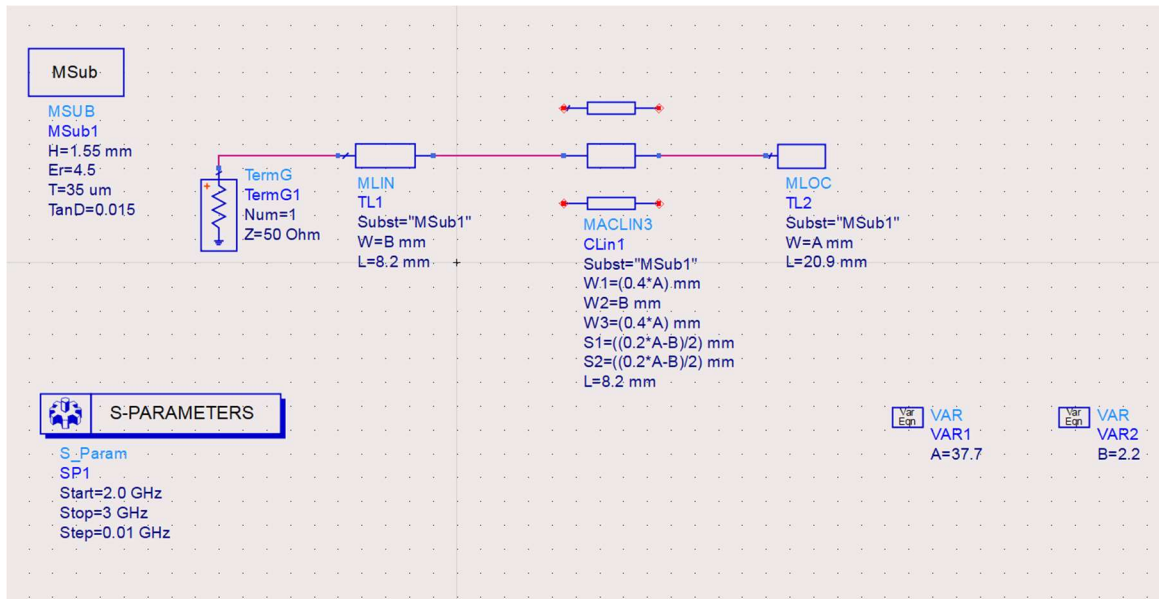 MSub
MSUB
MSub1
H=1.55 mm
Er=4.5
T=35 um
TanD=0.015
TermG
TermG1
Num=1
Z=50 Ohm
MLIN
TL1
Subst="MSub1"
W=B mm
L=8.2 mm
MACLIN3
CLin1
Subst="MSub1"
W1=(0.4*A) mm
W2=B mm
W3=(0.4*A) mm
S1=((0.2*A-B)/2) mm
S2=((0.2*A-B)/2) mm
L=8.2 mm
MLOC
TL2
Subst="MSub1"
W=A mm
L=20.9 mm
S-PARAMETERS
S_Param
SP1
Start=2.0 GHz
Stop=3 GHz
Step=0.01 GHz
Var
Eqn
VAR
VAR1
A=37.7
Var
Eqn
VAR
VAR2
B=2.2